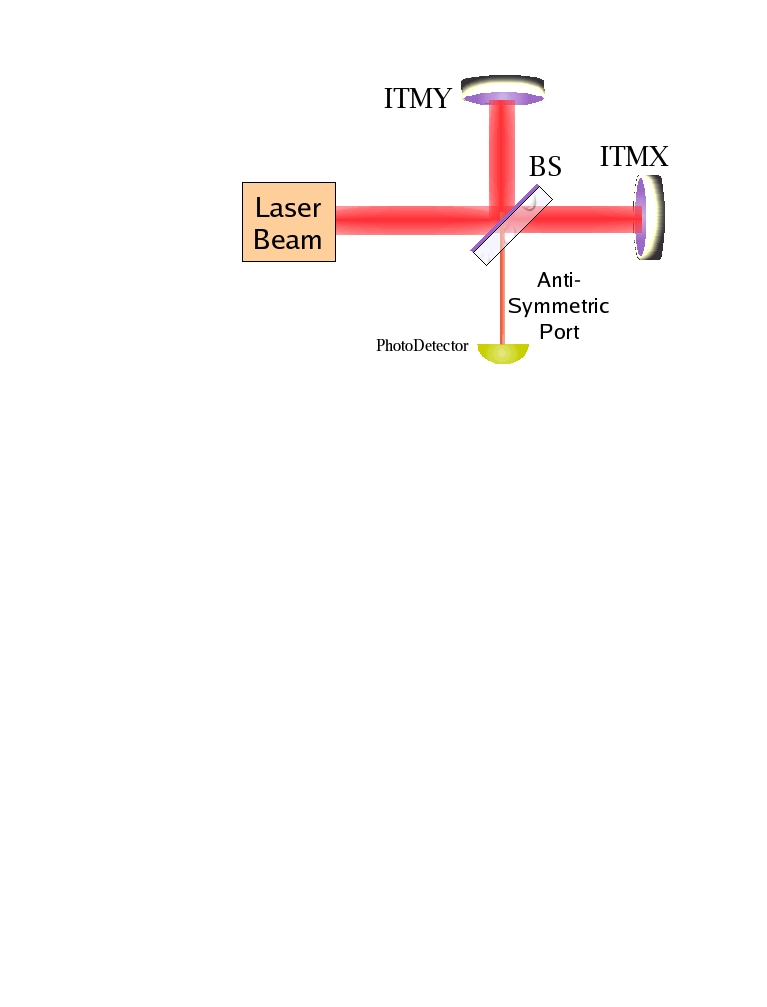 ITMY
BS
ITMX
Laser
Beam
Anti-
Symmetric
Port
PhotoDetector